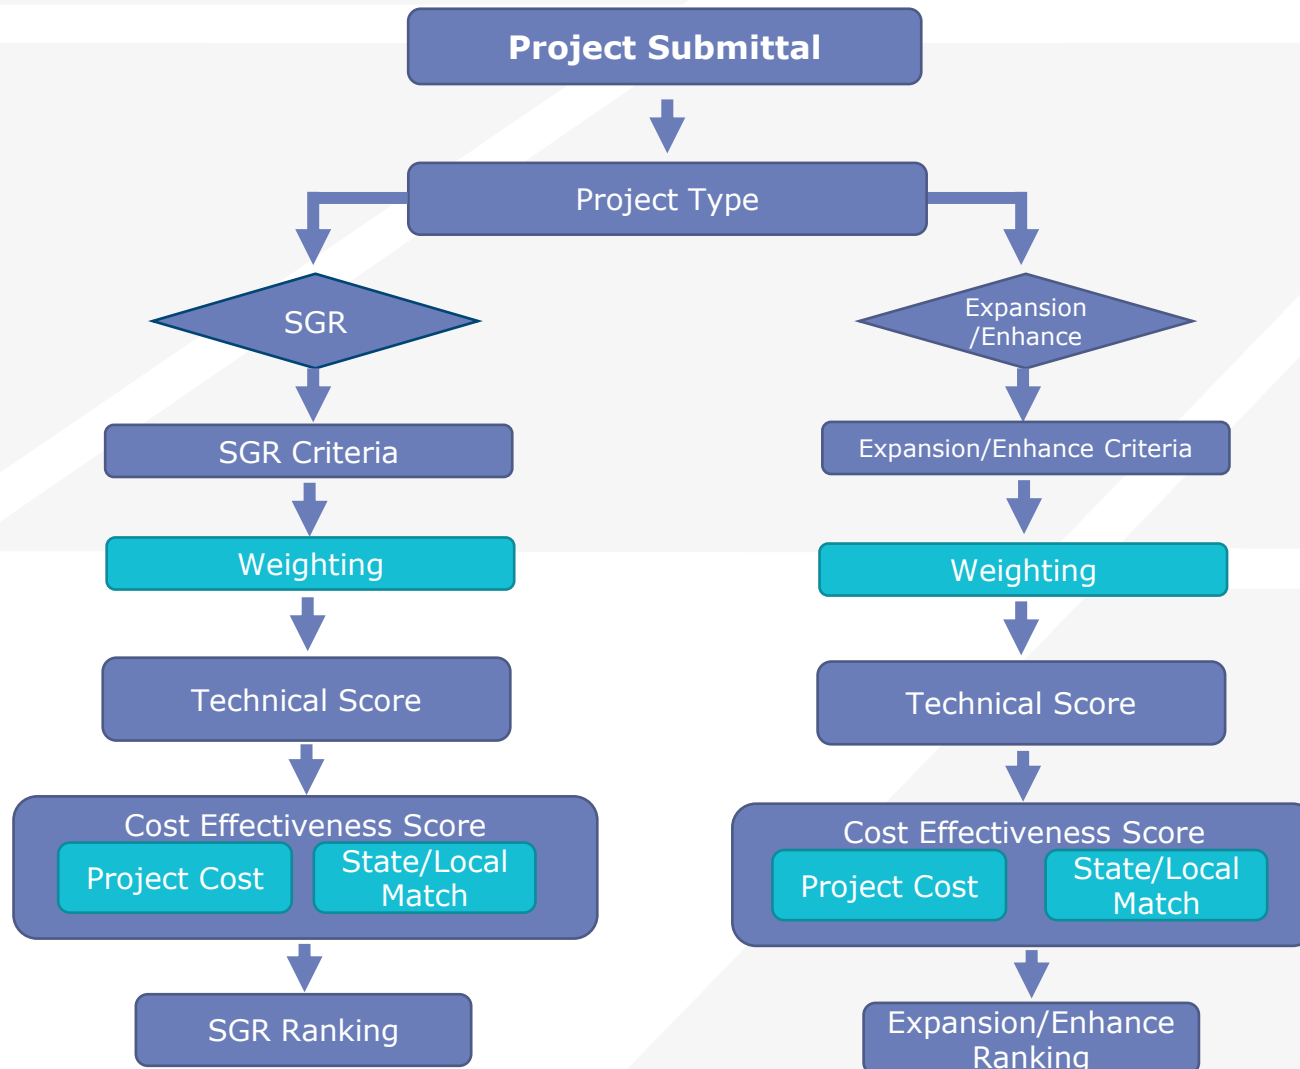 Project Submittal
Project Type
SGR
Expansion
/Enhance
SGR Criteria
Expansion/Enhance Criteria
Weighting
Weighting
Technical Score
Technical Score
Cost Effectiveness Score
Project Cost
State/Local
Match
Cost Effectiveness Score
Project Cost
State/Local
Match
SGR Ranking
Expansion/Enhance
Ranking